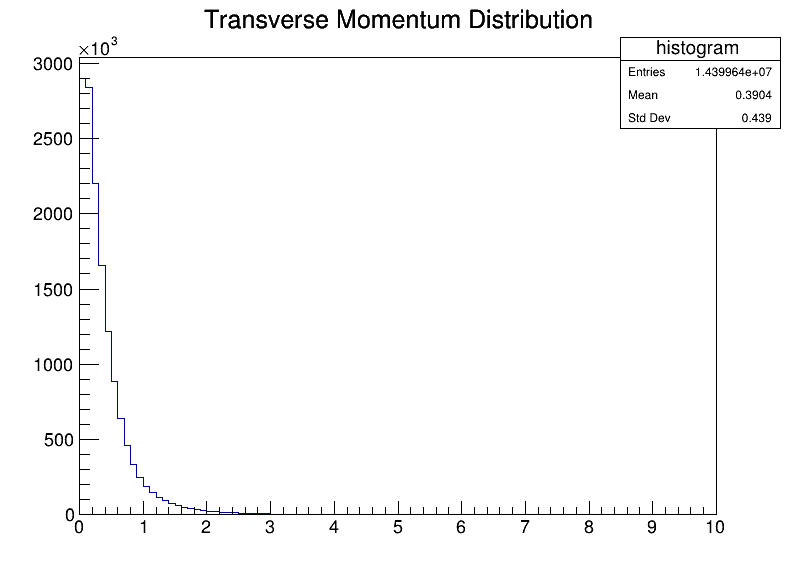 Transverse Momentum Distribution
×10³
histogram
Entries 1.439964e+07
Mean 0.3904
Std Dev 0.439
3000
2500
2000
1500
1000
500
0
0 1 2 3 4 5 6 7 8 9 10